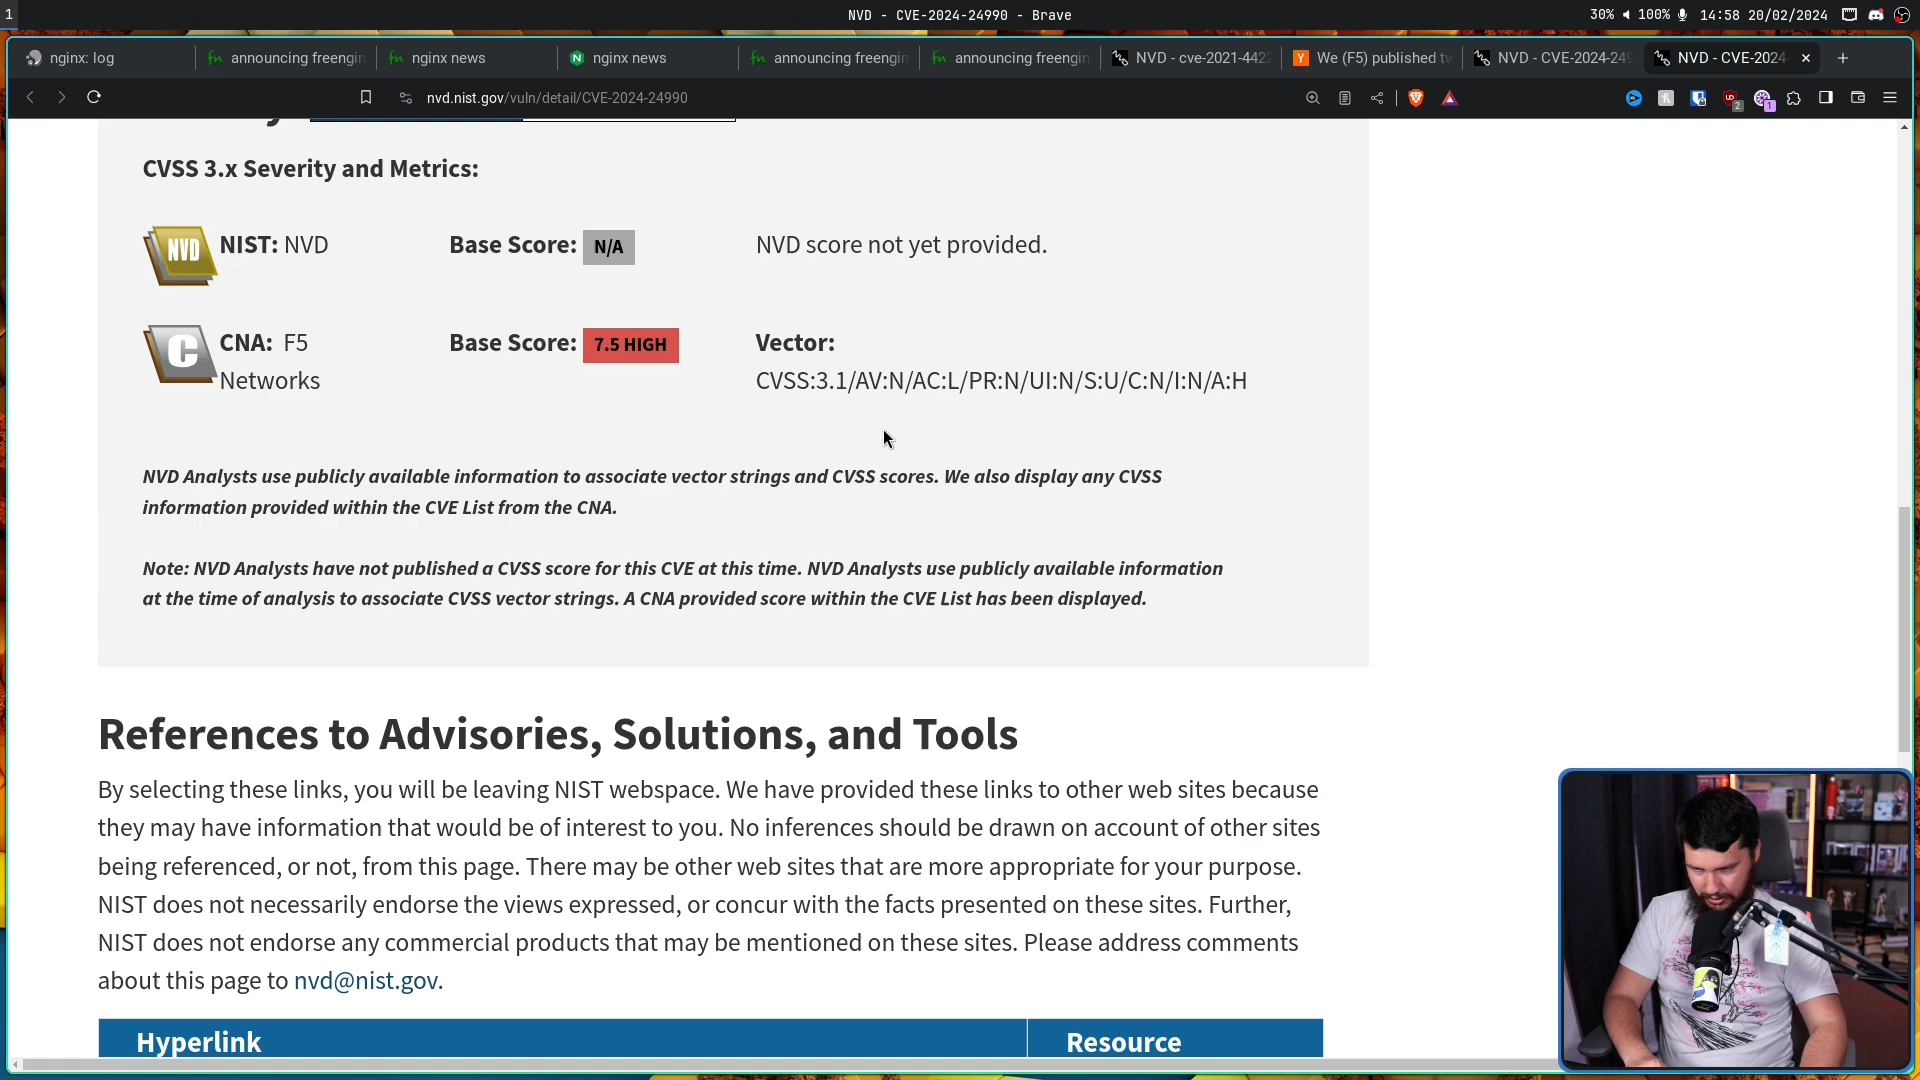 1
NVD - CVE-2024-24990 - Brave
30% 100% 14:58 20/02/2024
nginx: log
announcing freengin
nginx news
nginx news
announcing freengin
announcing freengin
NVD - cve-2021-4422
We (F5) published tw
NVD - CVE-2024-249
NVD - CVE-2024-
nvd.nist.gov/vuln/detail/CVE-2024-24990
2
1
CVSS 3.x Severity and Metrics:
NVD NIST: NVD Base Score: N/A NVD score not yet provided.
C CNA: F5 Base Score: 7.5 HIGH Vector:
Networks CVSS:3.1/AV:N/AC:L/PR:N/UI:N/S:U/C:N/I:N/A:H
NVD Analysts use publicly available information to associate vector strings and CVSS scores. We also display any CVSS
information provided within the CVE List from the CNA.
Note: NVD Analysts have not published a CVSS score for this CVE at this time. NVD Analysts use publicly available information
at the time of analysis to associate CVSS vector strings. A CNA provided score within the CVE List has been displayed.
References to Advisories, Solutions, and Tools
By selecting these links, you will be leaving NIST webspace. We have provided these links to other web sites because
they may have information that would be of interest to you. No inferences should be drawn on account of other sites
being referenced, or not, from this page. There may be other web sites that are more appropriate for your purpose.
NIST does not necessarily endorse the views expressed, or concur with the facts presented on these sites. Further,
NIST does not endorse any commercial products that may be mentioned on these sites. Please address comments
about this page to nvd@nist.gov.
Hyperlink Resource